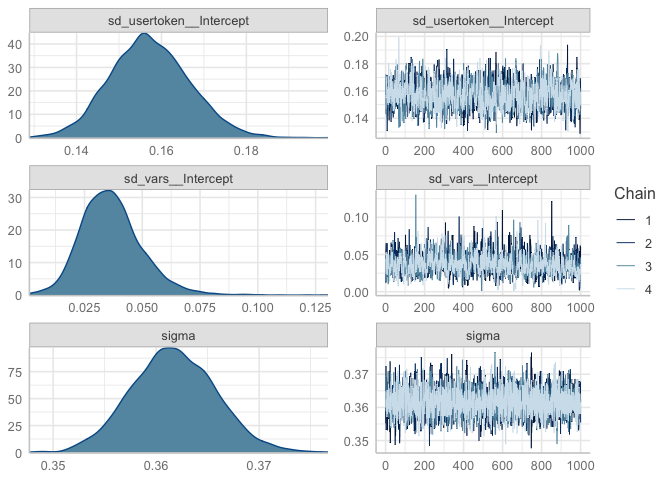 sd_usertoken__Intercept
40
30
20
10
0
0.14 0.16 0.18
sd_usertoken__Intercept
0.20
0.18
0.16
0.14
0 200 400 600 800 1000
sd_vars__Intercept
30
20
10
0
0.025 0.050 0.075 0.100 0.125
sd_vars__Intercept
0.10
0.05
0.00
0 200 400 600 800 1000
sigma
75
50
25
0
0.35 0.36 0.37
sigma
0.37
0.36
0.35
0 200 400 600 800 1000
Chain
1
2
3
4